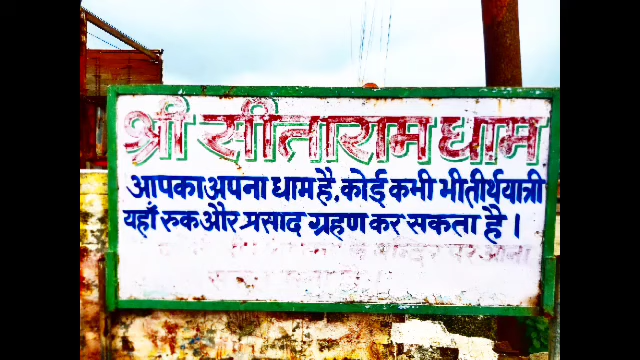 श्री सीताराम धाम
आपका अपना धाम है, कोई कभी भी तीर्थयात्री
यहाँ रुक और प्रसाद ग्रहण कर सकता है।